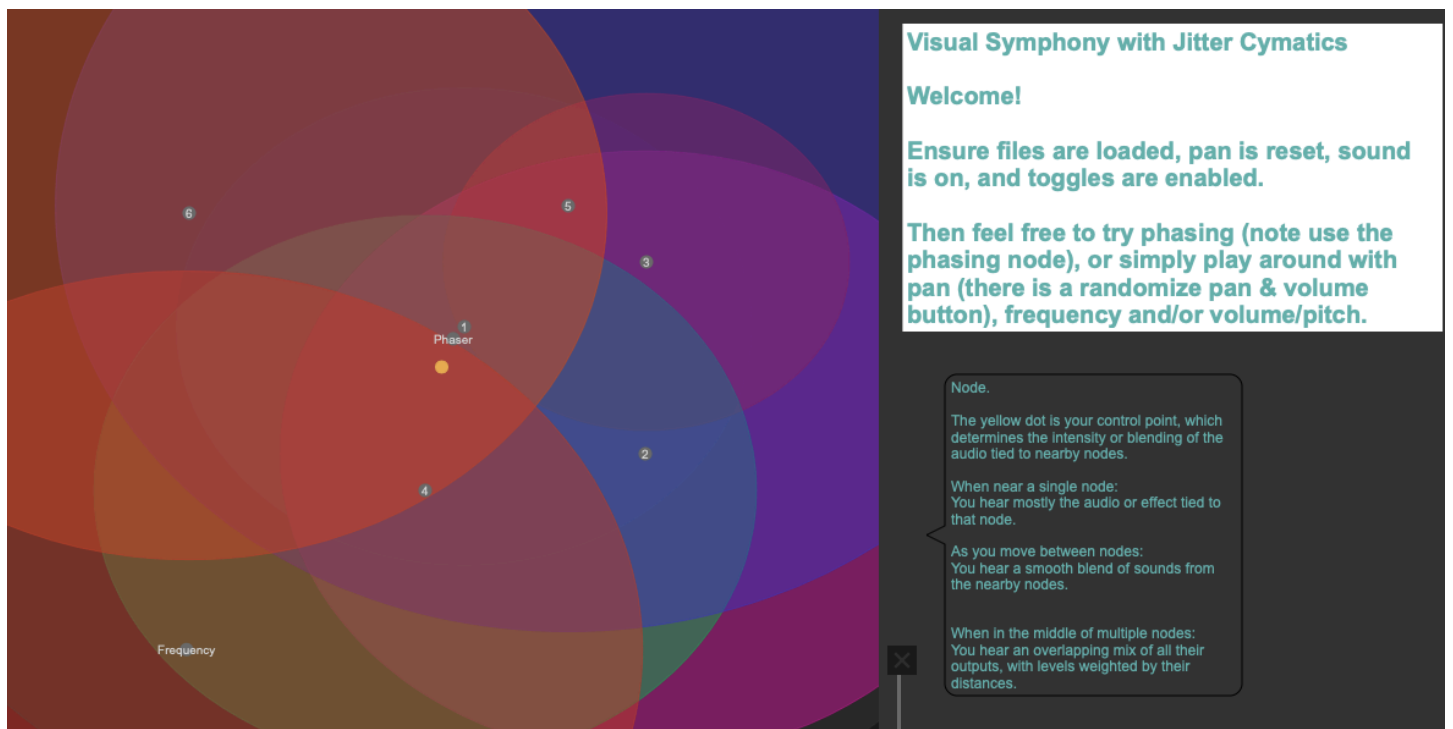 Visual Symphony with Jitter Cymatics
Welcome!
Ensure files are loaded, pan is reset, sound
is on, and toggles are enabled.
Then feel free to try phasing (note use the
phasing node), or simply play around with
pan (there is a randomize pan & volume
button), frequency and/or volume/pitch.
6
5
3
1
Phaser
2
4
Frequency
Node.
The yellow dot is your control point, which
determines the intensity or blending of the
audio tied to nearby nodes.
When near a single node:
You hear mostly the audio or effect tied to
that node.
As you move between nodes:
You hear a smooth blend of sounds from
the nearby nodes.
When in the middle of multiple nodes:
You hear an overlapping mix of all their
outputs, with levels weighted by their
distances.